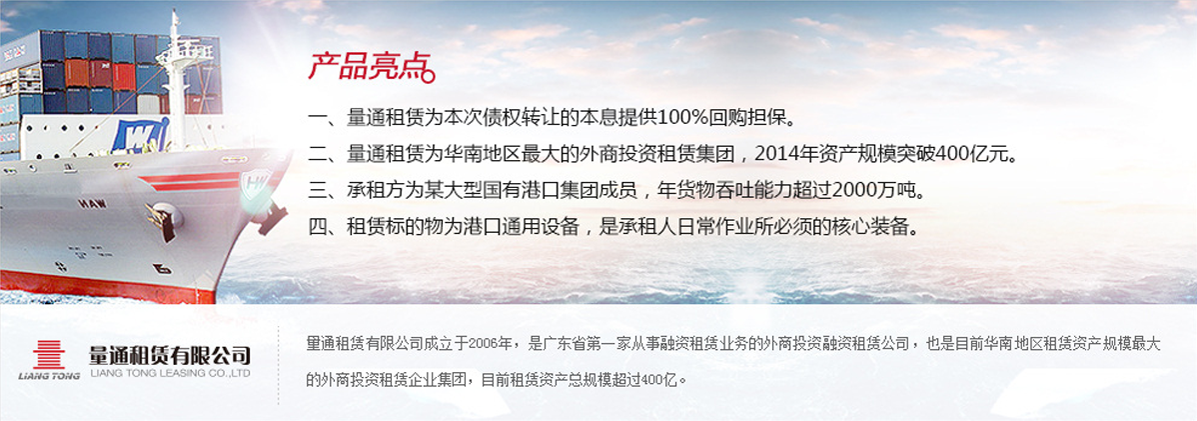 产品亮点
一、量通租赁为本次债权转让的本息提供100%回购担保。
二、量通租赁为华南地区最大的外商投资租赁集团，2014年资产规模突破400亿元。
三、承租方为某大型国有港口集团成员，年货物吞吐能力超过2000万吨。
四、租赁标的物为港口通用设备，是承租人日常作业所必须的核心装备。
W
HW
HAW
LIANG TONG
量通租赁有限公司
LIANG TONG LEASING CO.,LTD
量通租赁有限公司成立于2006年，是广东省第一家从事融资租赁业务的外商投资融资租赁公司，也是目前华南地区租赁资产规模最大
的外商投资租赁企业集团，目前租赁资产总规模超过400亿。